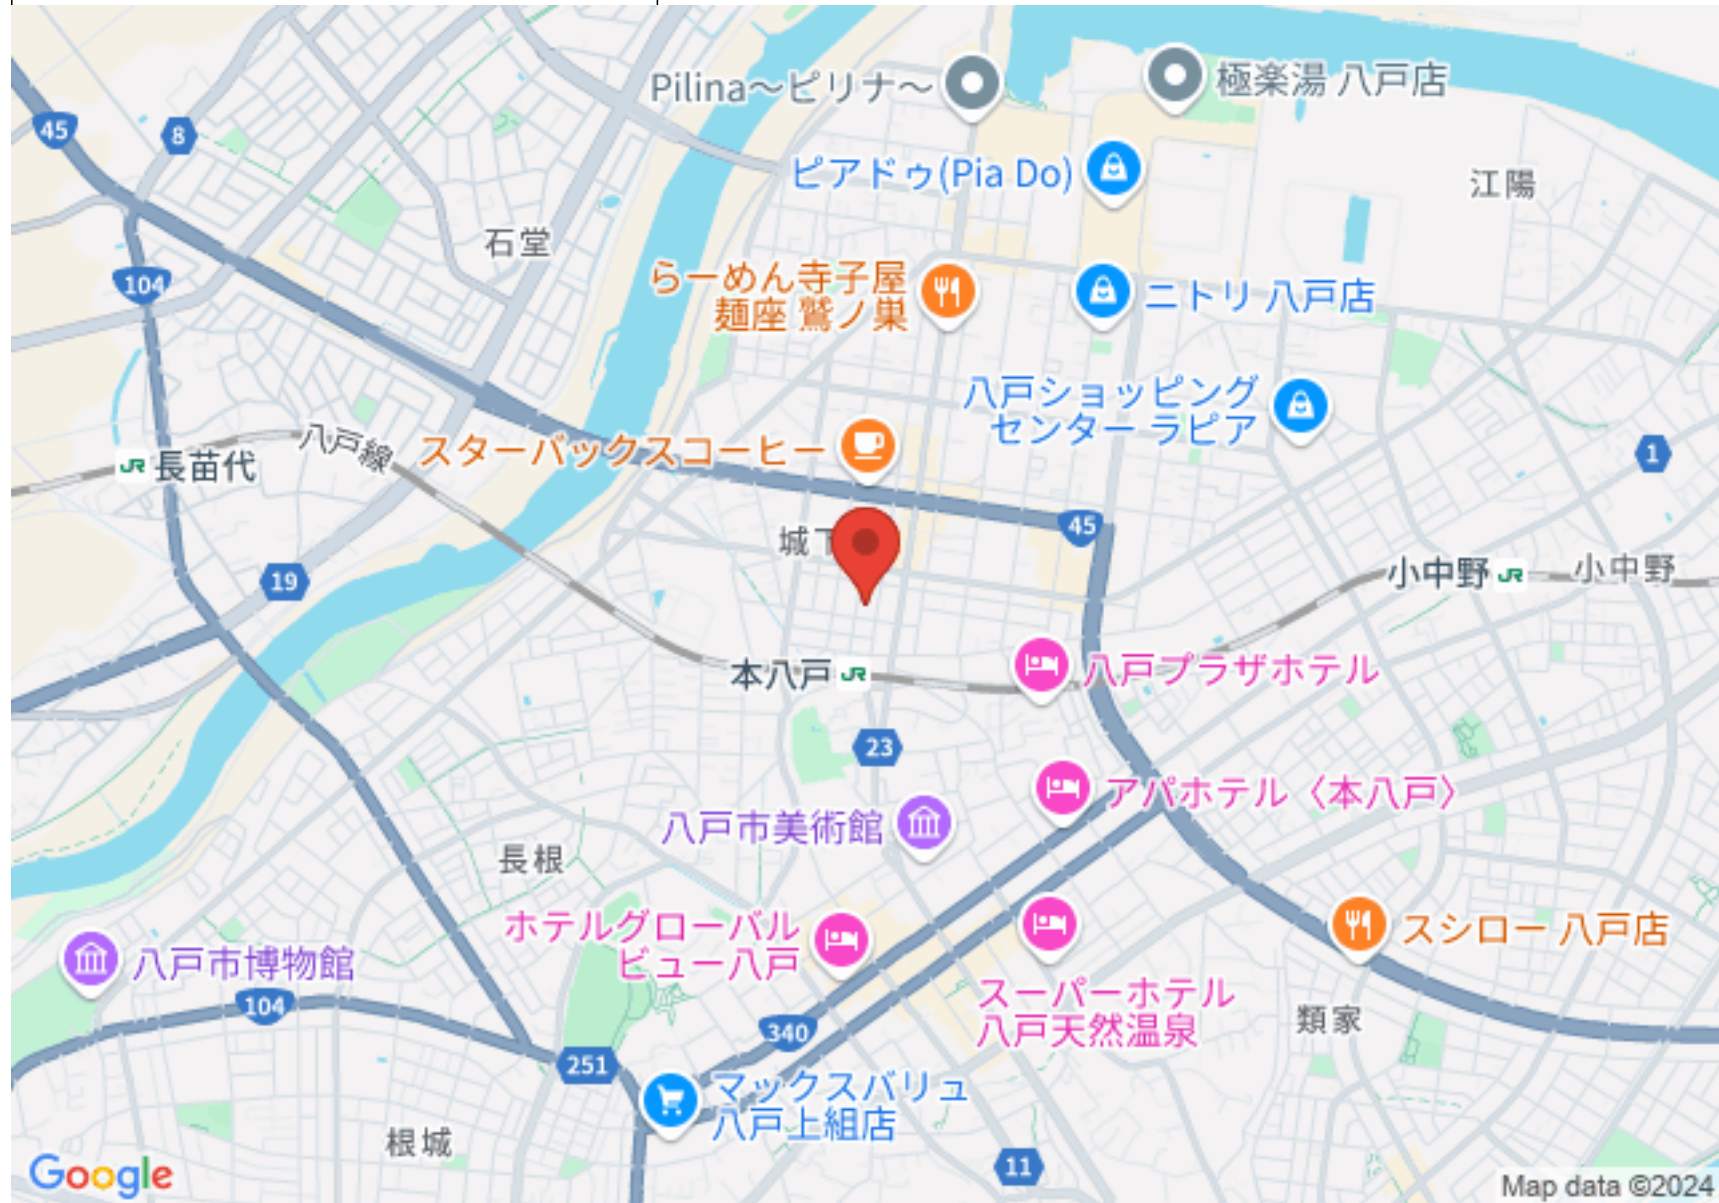 Pilina～ピリナ～
極楽湯 八戸店
45
8
ピアドゥ(Pia Do)
江陽
石堂
104
らーめん寺子屋
麺座 鷲ノ巣
ニトリ 八戸店
八戸ショッピング
センター ラピア
八戸線
スターバックスコーヒー
1
JR 長苗代
45
城下
19
小中野 JR
小中野
本八戸 JR
八戸プラザホテル
23
アパホテル〈本八戸〉
八戸市美術館
長根
ホテルグローバル
ビュー八戸
スシロー 八戸店
八戸市博物館
スーパーホテル
八戸天然温泉
104
340
類家
251
マックスバリュ
八戸上組店
根城
11
Google
Map data ©2024